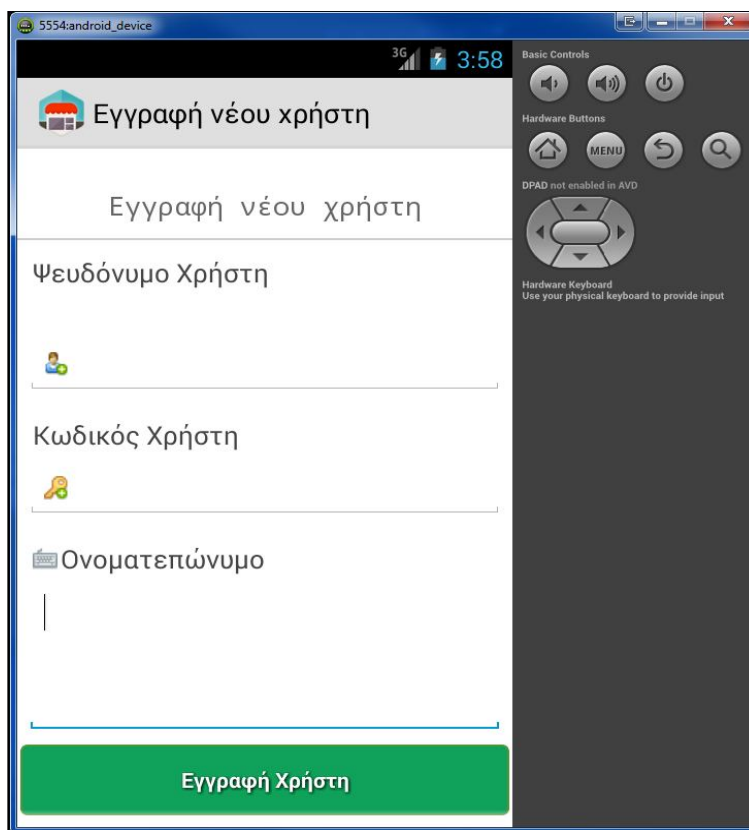 5554:android_device
3G 3:58
Εγγραφή νέου χρήστη
Εγγραφή νέου χρήστη
Ψευδόνυμο Χρήστη
Κωδικός Χρήστη
Ονοματεπώνυμο
Εγγραφή Χρήστη
Basic Controls
Hardware Buttons
MENU
DPAD not enabled in AVD
Hardware Keyboard
Use your physical keyboard to provide input